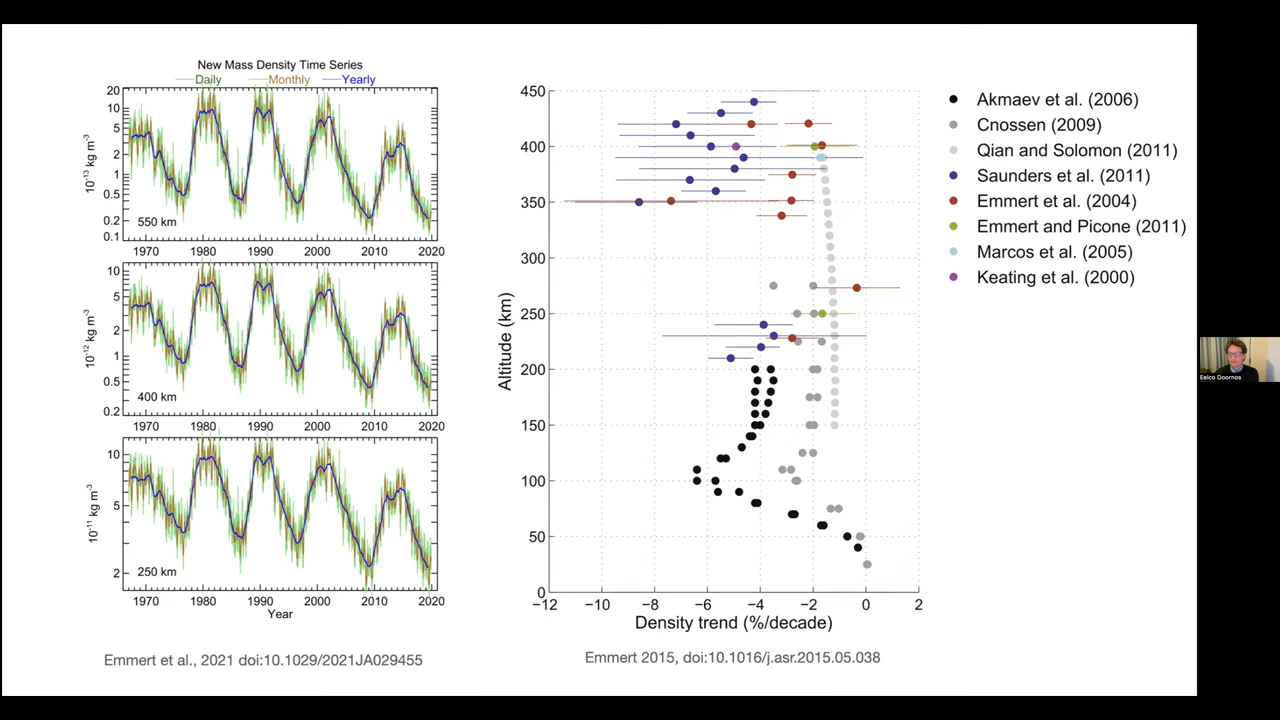 New Mass Density Time Series
Daily Monthly Yearly
20
10
5
2
1
0.5
0.2
0.1
10⁻¹³ kg m⁻³
550 km
1970 1980 1990 2000 2010 2020
10
5
2
1
0.5
0.2
10⁻¹² kg m⁻³
400 km
1970 1980 1990 2000 2010 2020
10
5
2
10⁻¹¹ kg m⁻³
250 km
1970 1980 1990 2000 2010 2020
Year
Emmert et al., 2021 doi:10.1029/2021JA029455
450
400
350
300
250
200
150
100
50
0
Altitude (km)
−12 −10 −8 −6 −4 −2 0 2
Density trend (%/decade)
Emmert 2015, doi:10.1016/j.asr.2015.05.038
Akmaev et al. (2006)
Cnossen (2009)
Qian and Solomon (2011)
Saunders et al. (2011)
Emmert et al. (2004)
Emmert and Picone (2011)
Marcos et al. (2005)
Keating et al. (2000)
Eelco Doornos